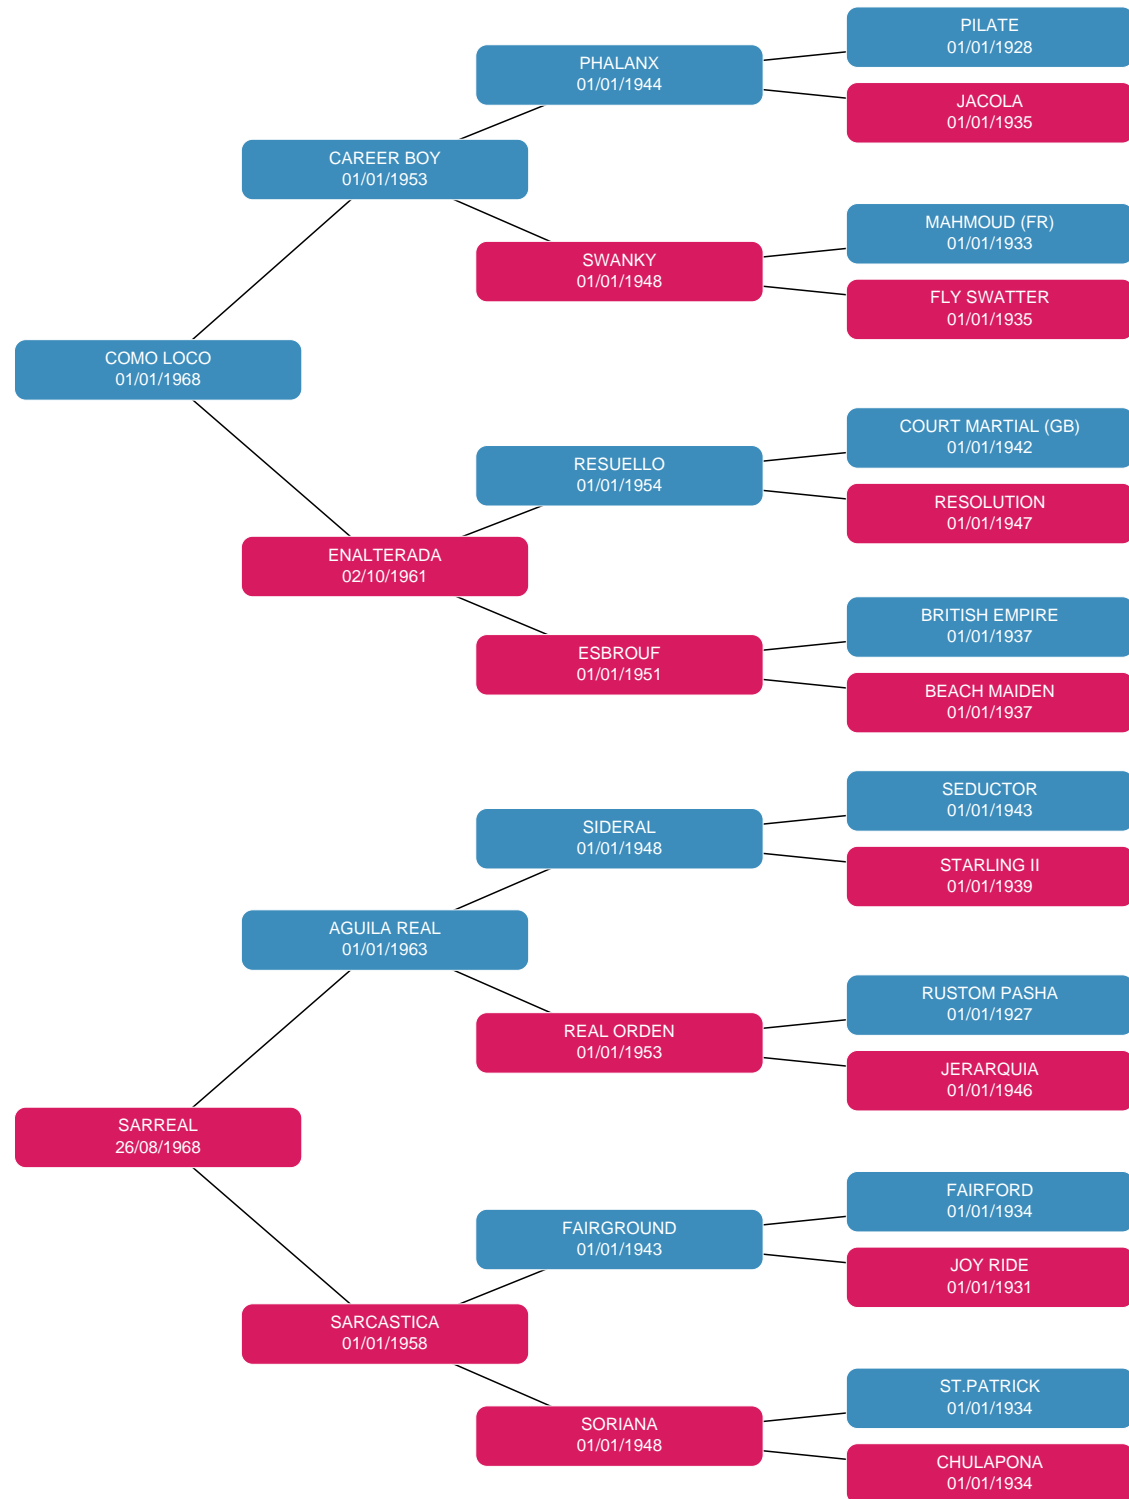 PILATE
01/01/1928
PHALANX
01/01/1944
JACOLA
01/01/1935
CAREER BOY
01/01/1953
MAHMOUD (FR)
01/01/1933
SWANKY
01/01/1948
FLY SWATTER
01/01/1935
COMO LOCO
01/01/1968
COURT MARTIAL (GB)
01/01/1942
RESUELLO
01/01/1954
RESOLUTION
01/01/1947
ENALTERADA
02/10/1961
BRITISH EMPIRE
01/01/1937
ESBROUF
01/01/1951
BEACH MAIDEN
01/01/1937
SEDUCTOR
01/01/1943
SIDERAL
01/01/1948
STARLING II
01/01/1939
AGUILA REAL
01/01/1963
RUSTOM PASHA
01/01/1927
REAL ORDEN
01/01/1953
JERARQUIA
01/01/1946
SARREAL
26/08/1968
FAIRFORD
01/01/1934
FAIRGROUND
01/01/1943
JOY RIDE
01/01/1931
SARCASTICA
01/01/1958
ST.PATRICK
01/01/1934
SORIANA
01/01/1948
CHULAPONA
01/01/1934